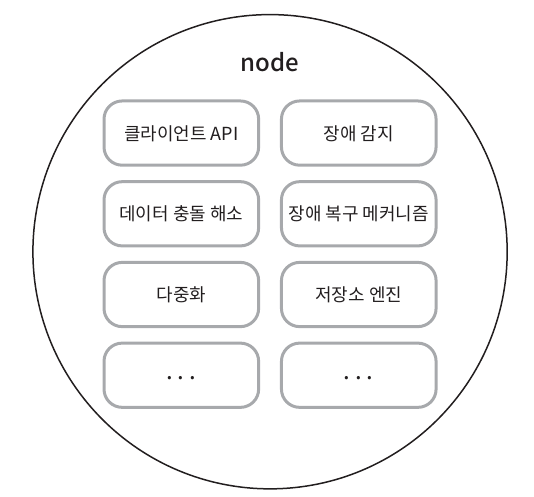 node
클라이언트 API
장애 감지
데이터 충돌 해소
장애 복구 메커니즘
다중화
저장소 엔진
...
...